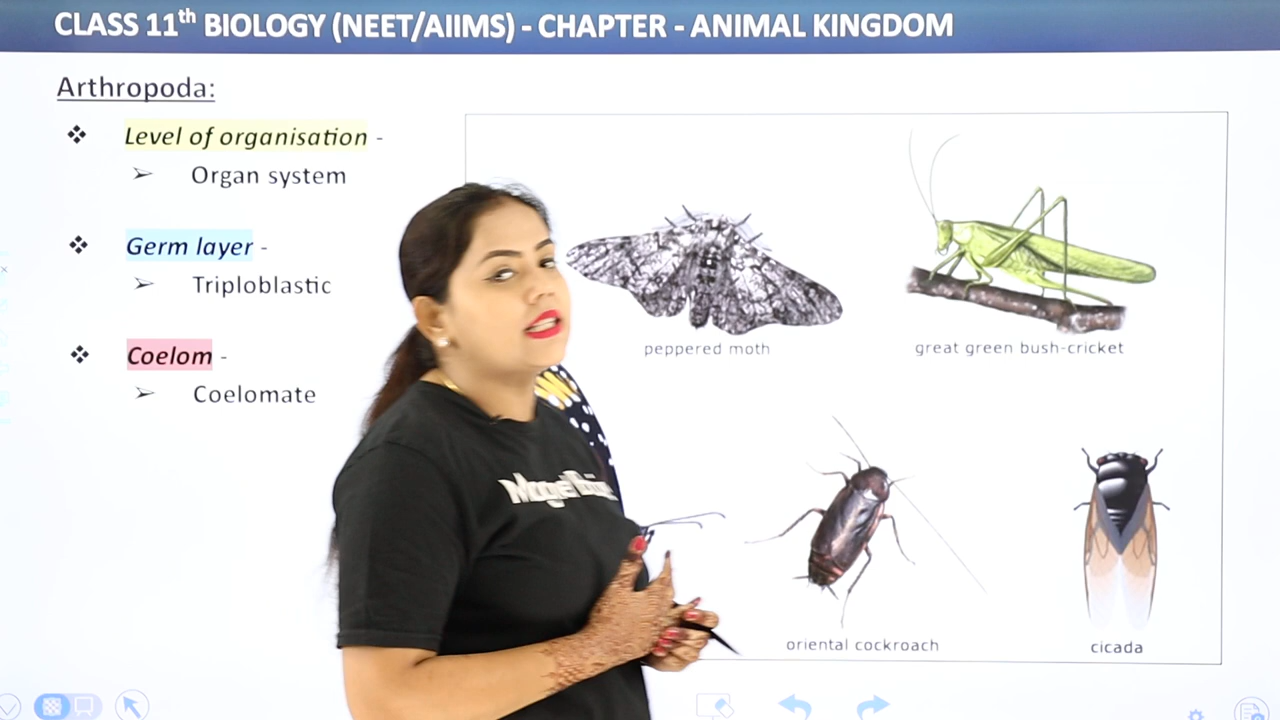 CLASS 11th BIOLOGY (NEET/AIIMS) - CHAPTER - ANIMAL KINGDOM
Arthropoda:
❖ Level of organisation -
➢ Organ system
❖ Germ layer -
➢ Triploblastic
❖ Coelom -
➢ Coelomate
peppered moth
great green bush-cricket
oriental cockroach
cicada